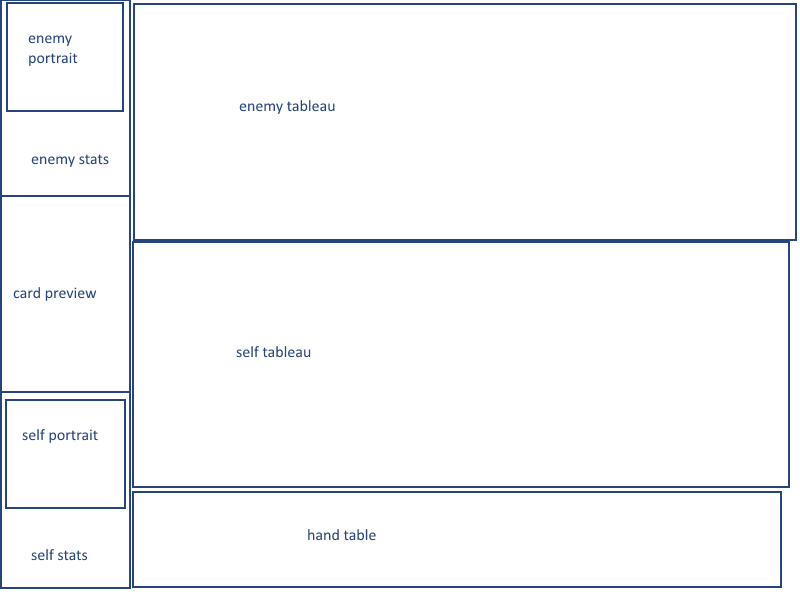 enemy
portrait
enemy tableau
enemy stats
card preview
self tableau
self portrait
hand table
self stats